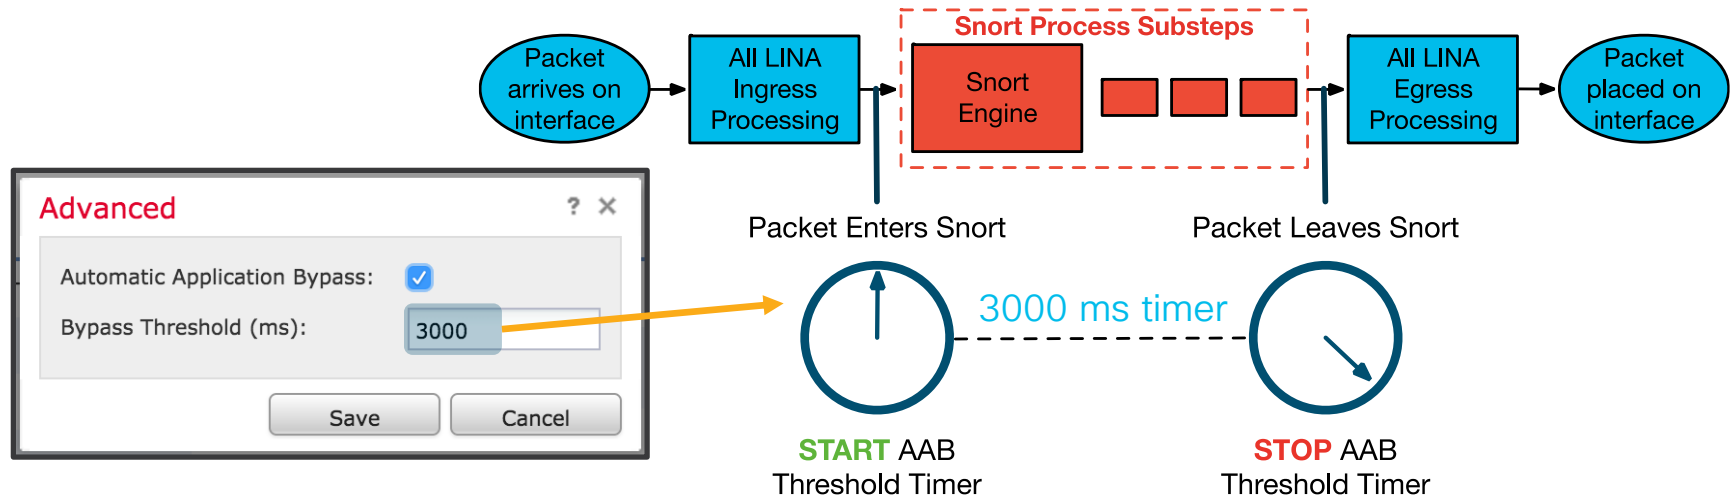 Snort Process Substeps
Packet
arrives on
interface
All LINA
Ingress
Processing
Snort
Engine
All LINA
Egress
Processing
Packet
placed on
interface
Advanced
?
Automatic Application Bypass:
Bypass Threshold (ms):
3000
Save
Cancel
Packet Enters Snort
Packet Leaves Snort
3000 ms timer
START AAB
Threshold Timer
STOP AAB
Threshold Timer